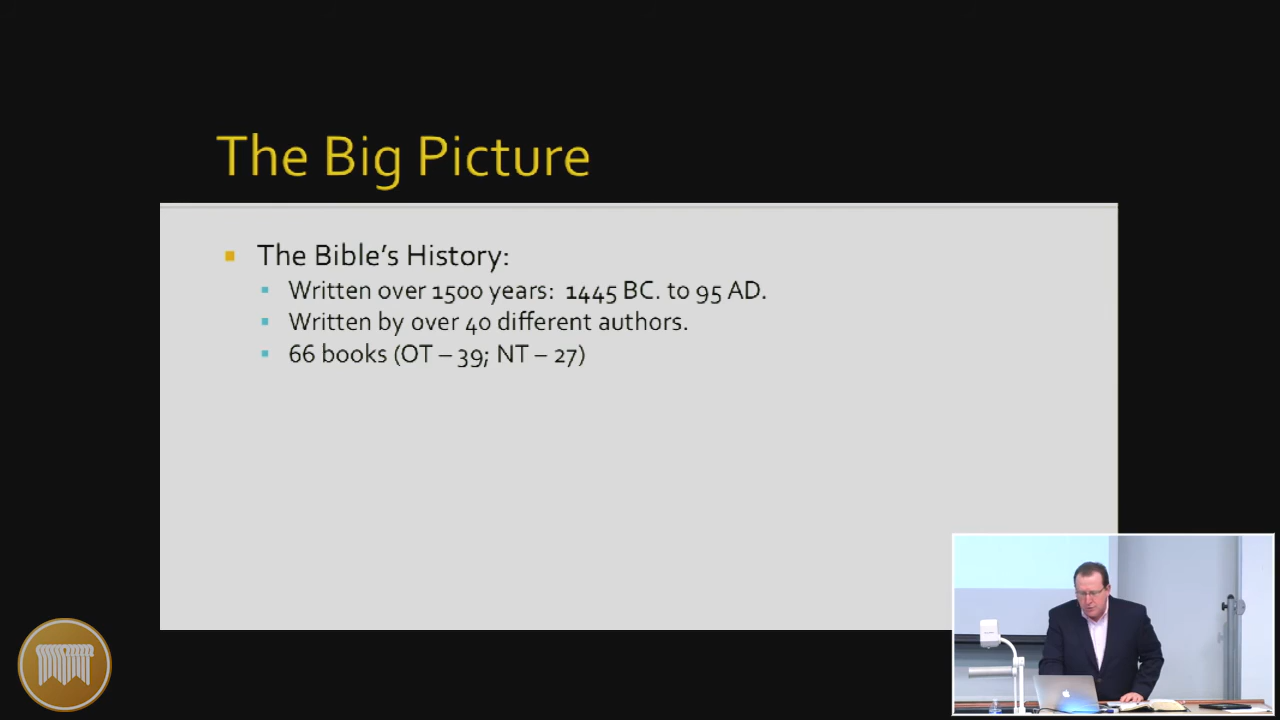 The Big Picture
The Bible's History:
Written over 1500 years: 1445 BC. to 95 AD.
Written by over 40 different authors.
66 books (OT – 39; NT – 27)